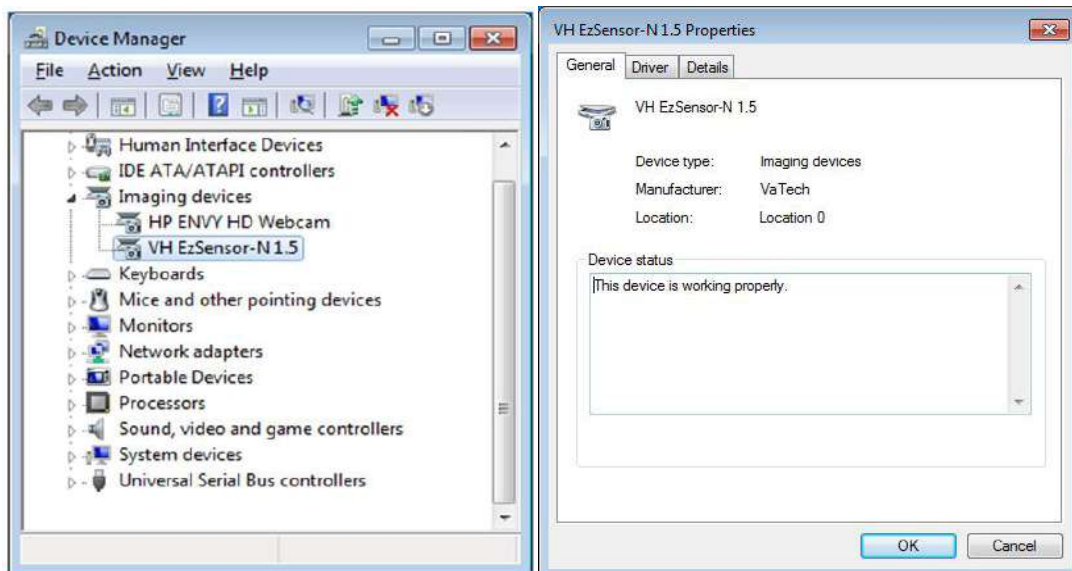 Device Manager
File Action View Help
Human Interface Devices
IDE ATA/ATAPI controllers
Imaging devices
HP ENVY HD Webcam
VH EzSensor-N 1.5
Keyboards
Mice and other pointing devices
Monitors
Network adapters
Portable Devices
Processors
Sound, video and game controllers
System devices
Universal Serial Bus controllers
VH EzSensor-N 1.5 Properties
General Driver Details
VH EzSensor-N 1.5
Device type: Imaging devices
Manufacturer: VaTech
Location: Location 0
Device status
This device is working properly.
OK Cancel